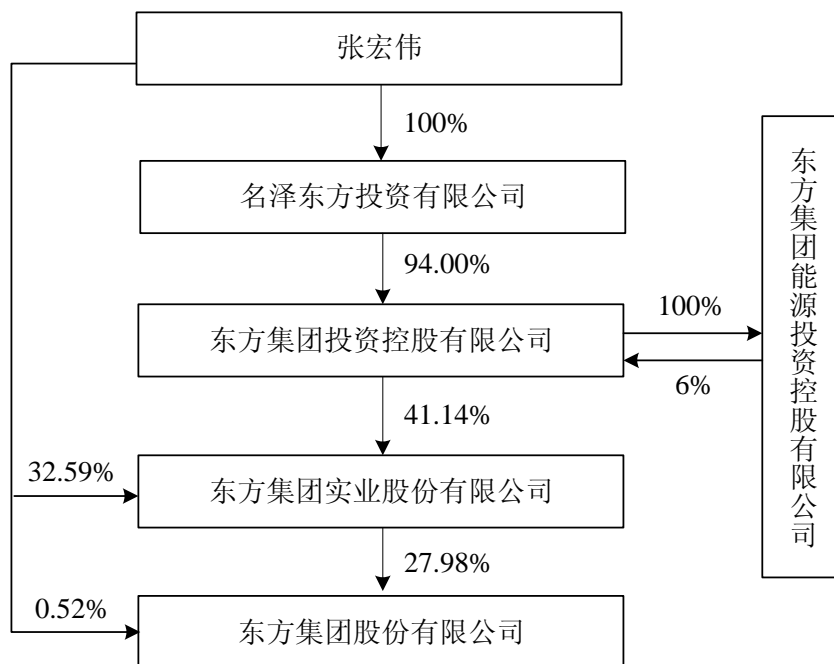 张宏伟
100%
名泽东方投资有限公司
94.00%
东方集团投资控股有限公司
100%
6%
东方集团能源投资控股有限公司
41.14%
32.59%
东方集团实业股份有限公司
27.98%
0.52%
东方集团股份有限公司